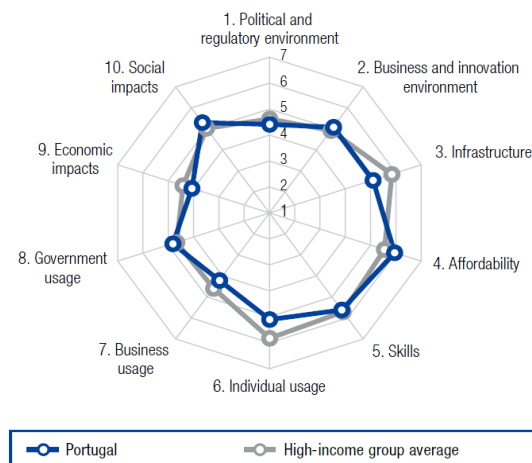 1. Political and
regulatory environment
7
6
5
4
3
2
1
2. Business and innovation
environment
3. Infrastructure
4. Affordability
5. Skills
6. Individual usage
7. Business
usage
8. Government
usage
9. Economic
impacts
10. Social
impacts
Portugal
High-income group average